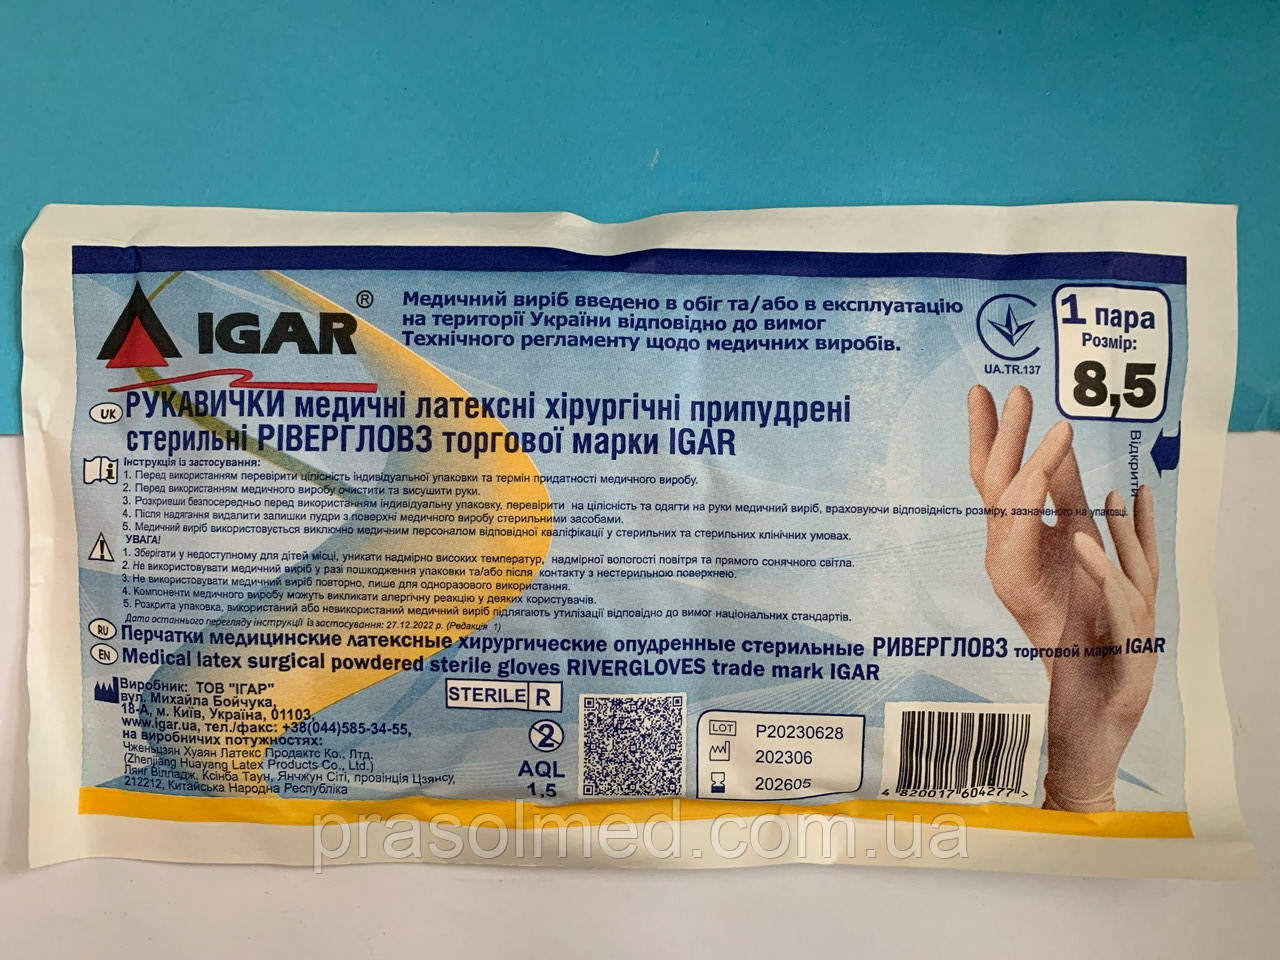 IGAR ®
Медичний виріб введено в обіг та/або в експлуатацію
на території України відповідно до вимог
Технічного регламенту щодо медичних виробів.
UA.TR.137
1 пара
Розмір:
8,5
Відкрити
UK РУКАВИЧКИ медичні латексні хірургічні припудрені
стерильні РІВЕРГЛОВЗ торгової марки IGAR
Інструкція із застосування:
1. Перед використанням перевірити цілісність індивідуальної упаковки та термін придатності медичного виробу.
2. Перед використанням медичного виробу очистити та висушити руки.
3. Розкривши безпосередньо перед використанням індивідуальну упаковку, перевірити на цілісність та одягти на руки медичний виріб, враховуючи відповідність розміру, зазначеного на упаковці.
4. Після надягання видалити залишки пудри з поверхні медичного виробу стерильними засобами.
5. Медичний виріб використовується виключно медичним персоналом відповідної кваліфікації у стерильних та стерильних клінічних умовах.
УВАГА!
1. Зберігати у недоступному для дітей місці, уникати надмірно високих температур, надмірної вологості повітря та прямого сонячного світла.
2. Не використовувати медичний виріб у разі пошкодження упаковки та/або після контакту з нестерильною поверхнею.
3. Не використовувати медичний виріб повторно, лише для одноразового використання.
4. Компоненти медичного виробу можуть викликати алергічну реакцію у деяких користувачів.
5. Розкрита упаковка, використаний або невикористаний медичний виріб підлягають утилізації відповідно до вимог національних стандартів.
Дата останнього перегляду інструкції із застосування: 27.12.2022 р. (Редакція 1)
RU Перчатки медицинские латексные хирургические опудренные стерильные РИВЕРГЛОВЗ торговой марки IGAR
EN Medical latex surgical powdered sterile gloves RIVERGLOVES trade mark IGAR
Виробник: ТОВ "ІГАР"
вул. Михайла Бойчука,
18-А, м. Київ, Україна, 01103
www.igar.ua, тел./факс: +38(044)585-34-55,
на виробничих потужностях:
Чженьцзян Хуаян Латекс Продактс Ко., Лтд.
(Zhenjiang Huayang Latex Products Co., Ltd.)
Лянг Вілладж, Ксінба Таун, Янчжун Сіті, провінція Цзянсу,
212212, Китайська Народна Республіка
STERILE R
2
AQL
1,5
LOT P20230628
202306
202605
4 820017 604277 >
prasolmed.com.ua